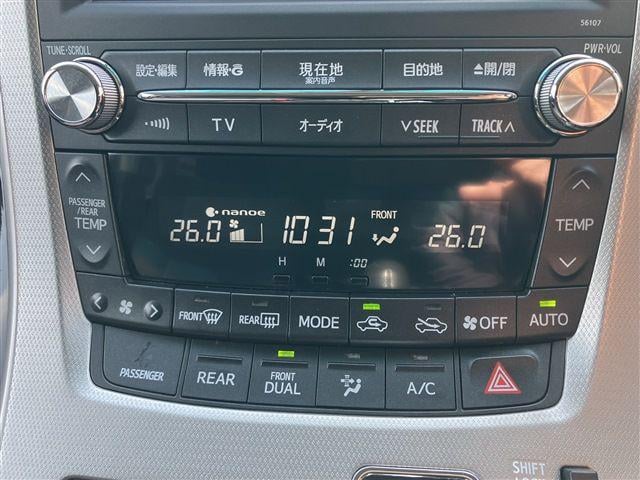 56107
TUNE·SCROLL
PWR·VOL
設定・編集
情報・G
現在地
案内音声
目的地
開/閉
TV
オーディオ
SEEK
TRACK
PASSENGER
/REAR
TEMP
nanoe
26.0
1031
FRONT
26.0
TEMP
H
M
:00
FRONT
REAR
MODE
OFF
AUTO
PASSENGER
REAR
FRONT
DUAL
A/C
SHIFT
LOCK